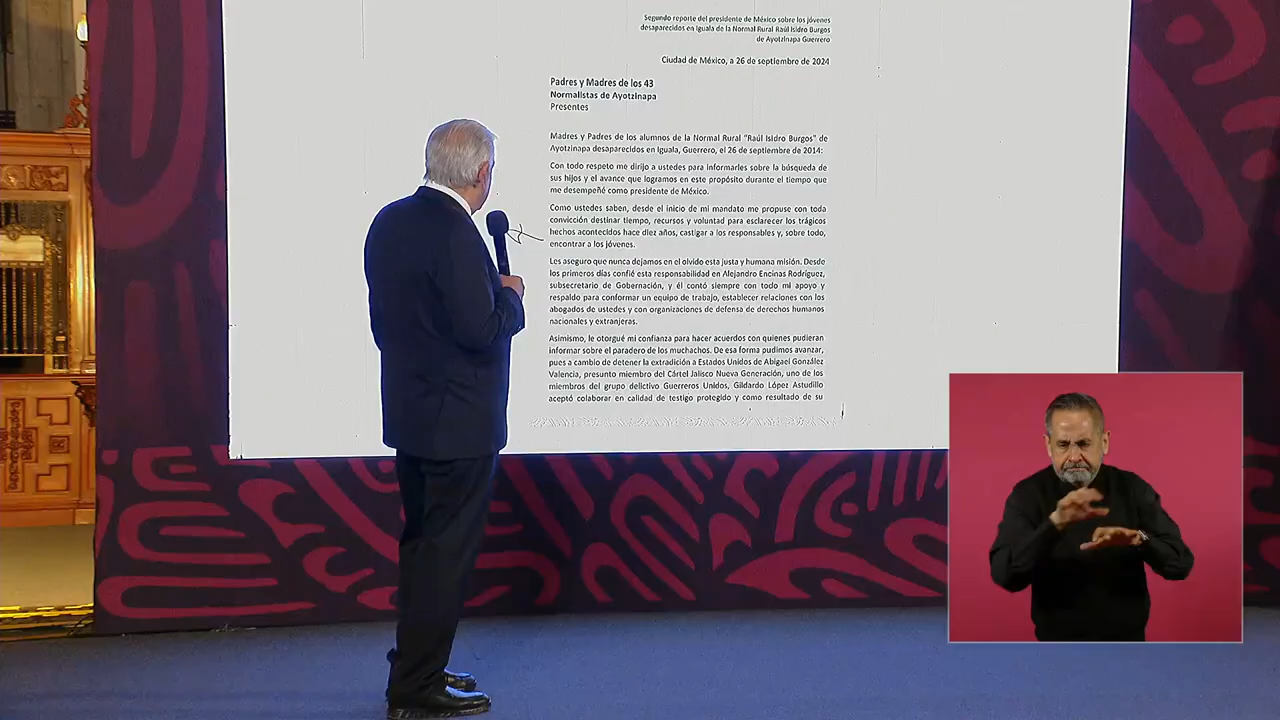 Segundo reporte del presidente de México sobre los jóvenes
desaparecidos en Iguala de la Normal Rural Raúl Isidro Burgos
de Ayotzinapa Guerrero
Ciudad de México, a 26 de septiembre de 2024
Padres y Madres de los 43
Normalistas de Ayotzinapa
Presentes
Madres y Padres de los alumnos de la Normal Rural "Raúl Isidro Burgos" de
Ayotzinapa desaparecidos en Iguala, Guerrero, el 26 de septiembre de 2014:
Con todo respeto me dirijo a ustedes para informarles sobre la búsqueda de
sus hijos y el avance que logramos en este propósito durante el tiempo que
me desempeñé como presidente de México.
Como ustedes saben, desde el inicio de mi mandato me propuse con toda
convicción destinar tiempo, recursos y voluntad para esclarecer los trágicos
hechos acontecidos hace diez años, castigar a los responsables y, sobre todo,
encontrar a los jóvenes.
Les aseguro que nunca dejamos en el olvido esta justa y humana misión. Desde
los primeros días confié esta responsabilidad en Alejandro Encinas Rodríguez,
subsecretario de Gobernación, y él contó siempre con todo mi apoyo y
respaldo para conformar un equipo de trabajo, establecer relaciones con los
abogados de ustedes y con organizaciones de defensa de derechos humanos
nacionales y extranjeras.
Asimismo, le otorgué mi confianza para hacer acuerdos con quienes pudieran
informar sobre el paradero de los muchachos. De esa forma pudimos avanzar,
pues a cambio de detener la extradición a Estados Unidos de Abigael González
Valencia, presunto miembro del Cártel Jalisco Nueva Generación, uno de los
miembros del grupo delictivo Guerreros Unidos, Gildardo López Astudillo
aceptó colaborar en calidad de testigo protegido y como resultado de su